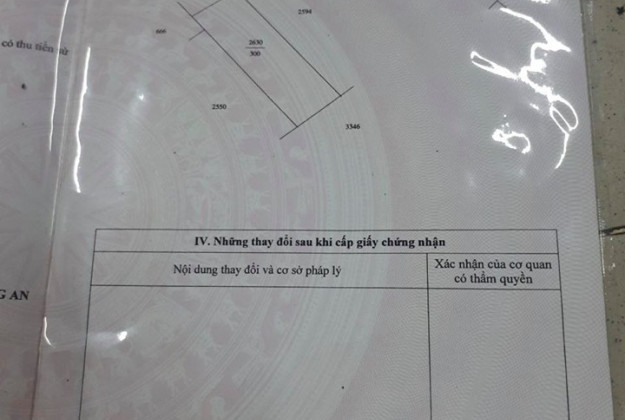 có thu tiền sử
2594
2630
300
2550
3346
IV. Những thay đổi sau khi cấp giấy chứng nhận
Nội dung thay đổi và cơ sở pháp lý
Xác nhận của cơ quan
có thẩm quyền
G AN